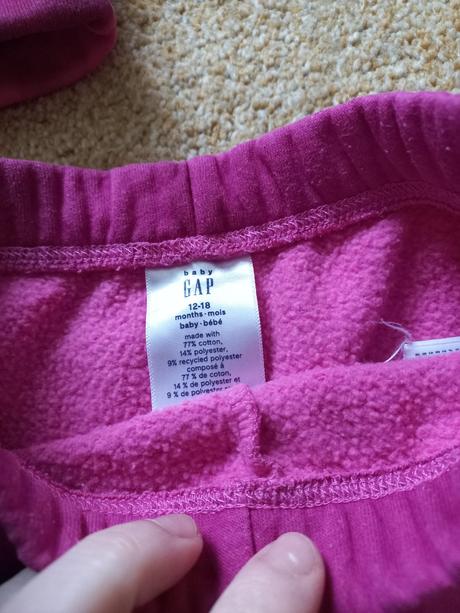 baby
GAP
12-18
months·mois
baby·bébé
made with
77% cotton,
14% polyester,
9% recycled polyester
composé à
77 % de coton,
14 % de polyester et
9 % de polyester